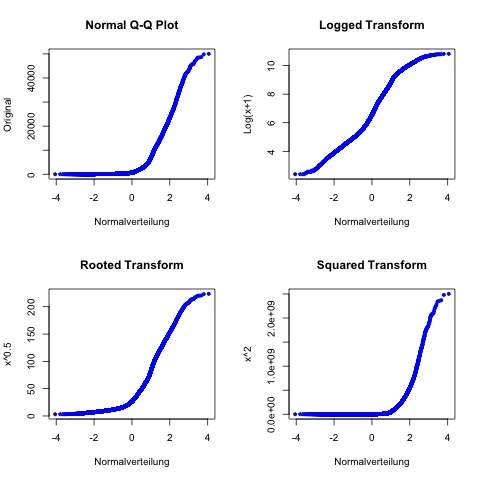 Normal Q-Q Plot
Original
0
20000
40000
-4 -2 0 2 4
Normalverteilung
Logged Transform
Log(x+1)
4
6
8
10
-4 -2 0 2 4
Normalverteilung
Rooted Transform
x^0.5
0
50
100
150
200
-4 -2 0 2 4
Normalverteilung
Squared Transform
x^2
0.0e+00
1.0e+09
2.0e+09
-4 -2 0 2 4
Normalverteilung